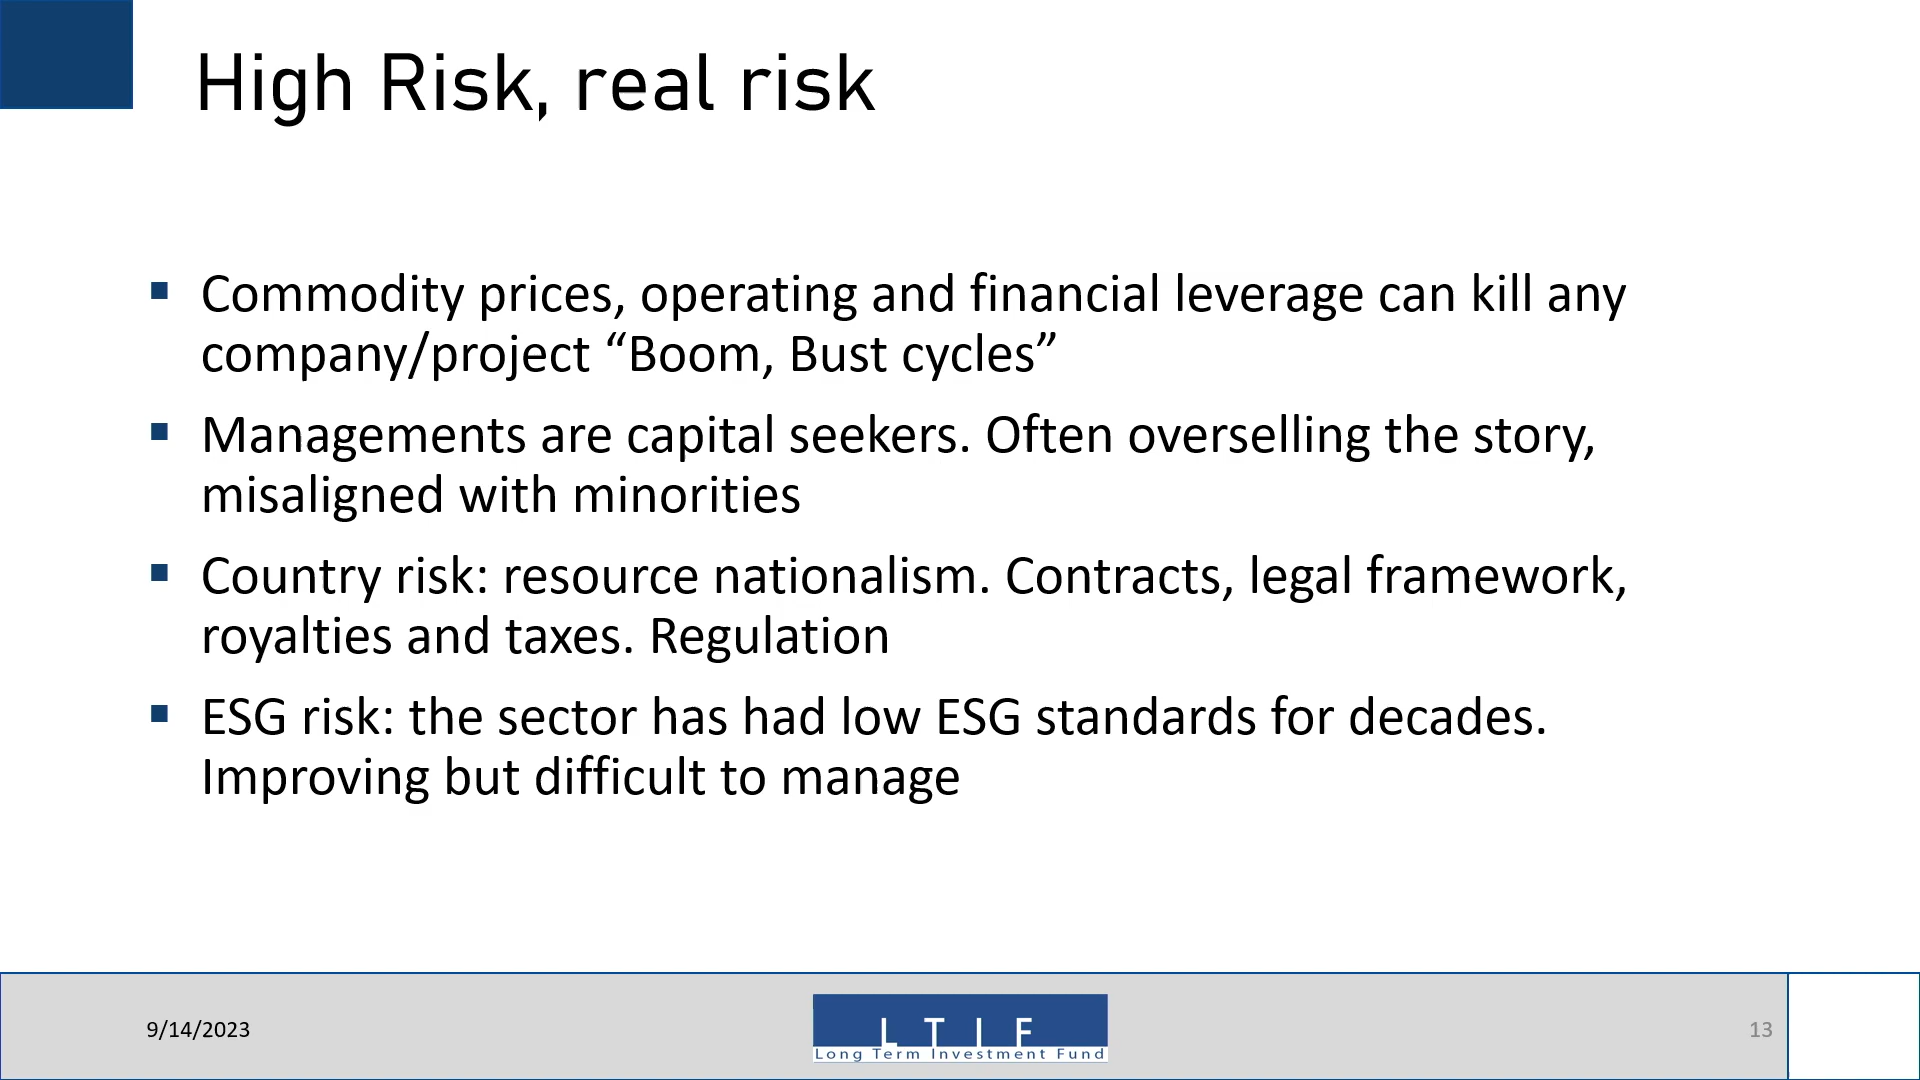 High Risk, real risk
Commodity prices, operating and financial leverage can kill any
company/project “Boom, Bust cycles”
Managements are capital seekers. Often overselling the story,
misaligned with minorities
Country risk: resource nationalism. Contracts, legal framework,
royalties and taxes. Regulation
ESG risk: the sector has had low ESG standards for decades.
Improving but difficult to manage
9/14/2023
LTIF
Long Term Investment Fund
13